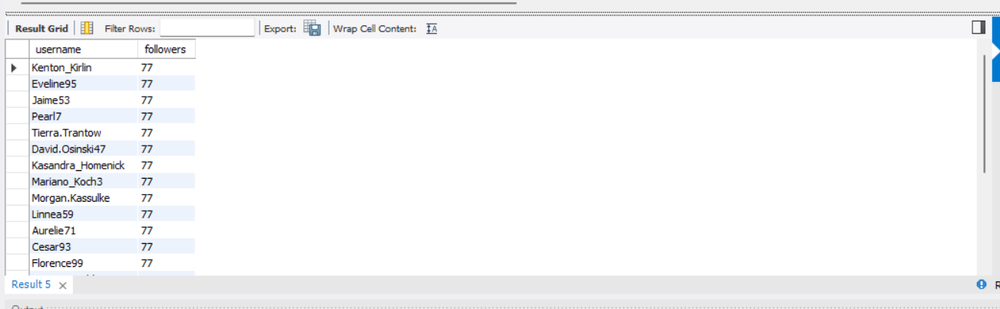 Result Grid Filter Rows: Export: Wrap Cell Content: IA
username followers
Kenton_Kirlin 77
Eveline95 77
Jaime53 77
Pearl7 77
Tierra.Trantow 77
David.Osinski47 77
Kasandra_Homenick 77
Mariano_Koch3 77
Morgan.Kassulke 77
Linnea59 77
Aurelie71 77
Cesar93 77
Florence99 77
Result 5 × R
Output